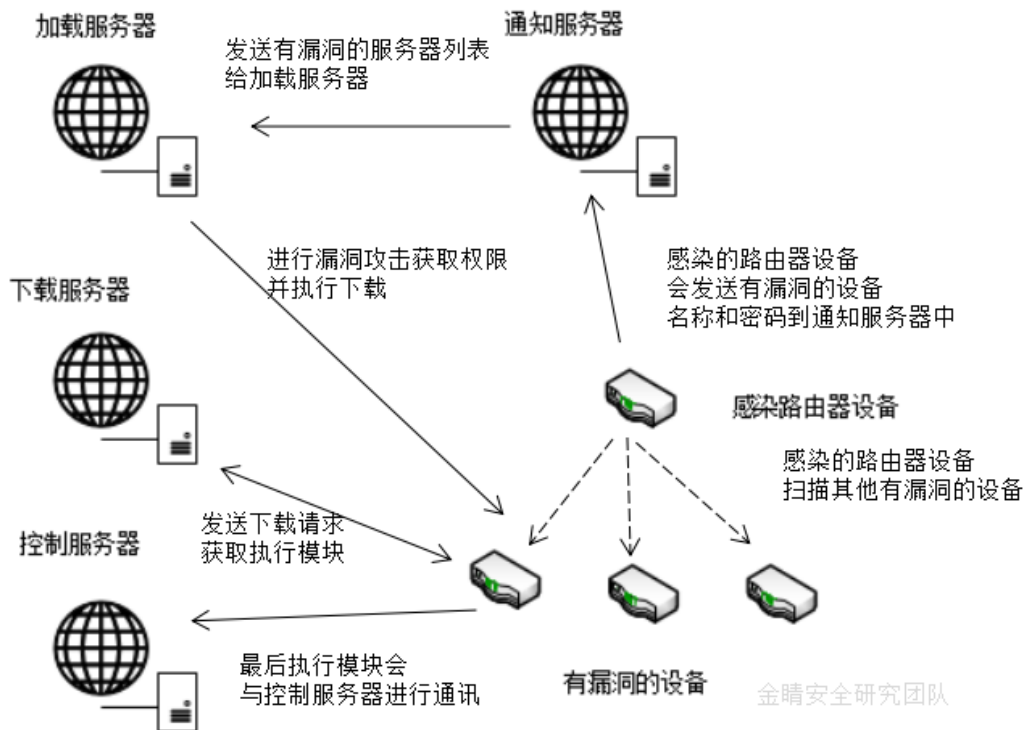 加载服务器
通知服务器
发送有漏洞的服务器列表
给加载服务器
进行漏洞攻击获取权限
并执行下载
感染的路由器设备
会发送有漏洞的设备
名称和密码到通知服务器中
下载服务器
感染路由器设备
感染的路由器设备
扫描其他有漏洞的设备
发送下载请求
获取执行模块
控制服务器
最后执行模块会
与控制服务器进行通讯
有漏洞的设备
金睛安全研究团队